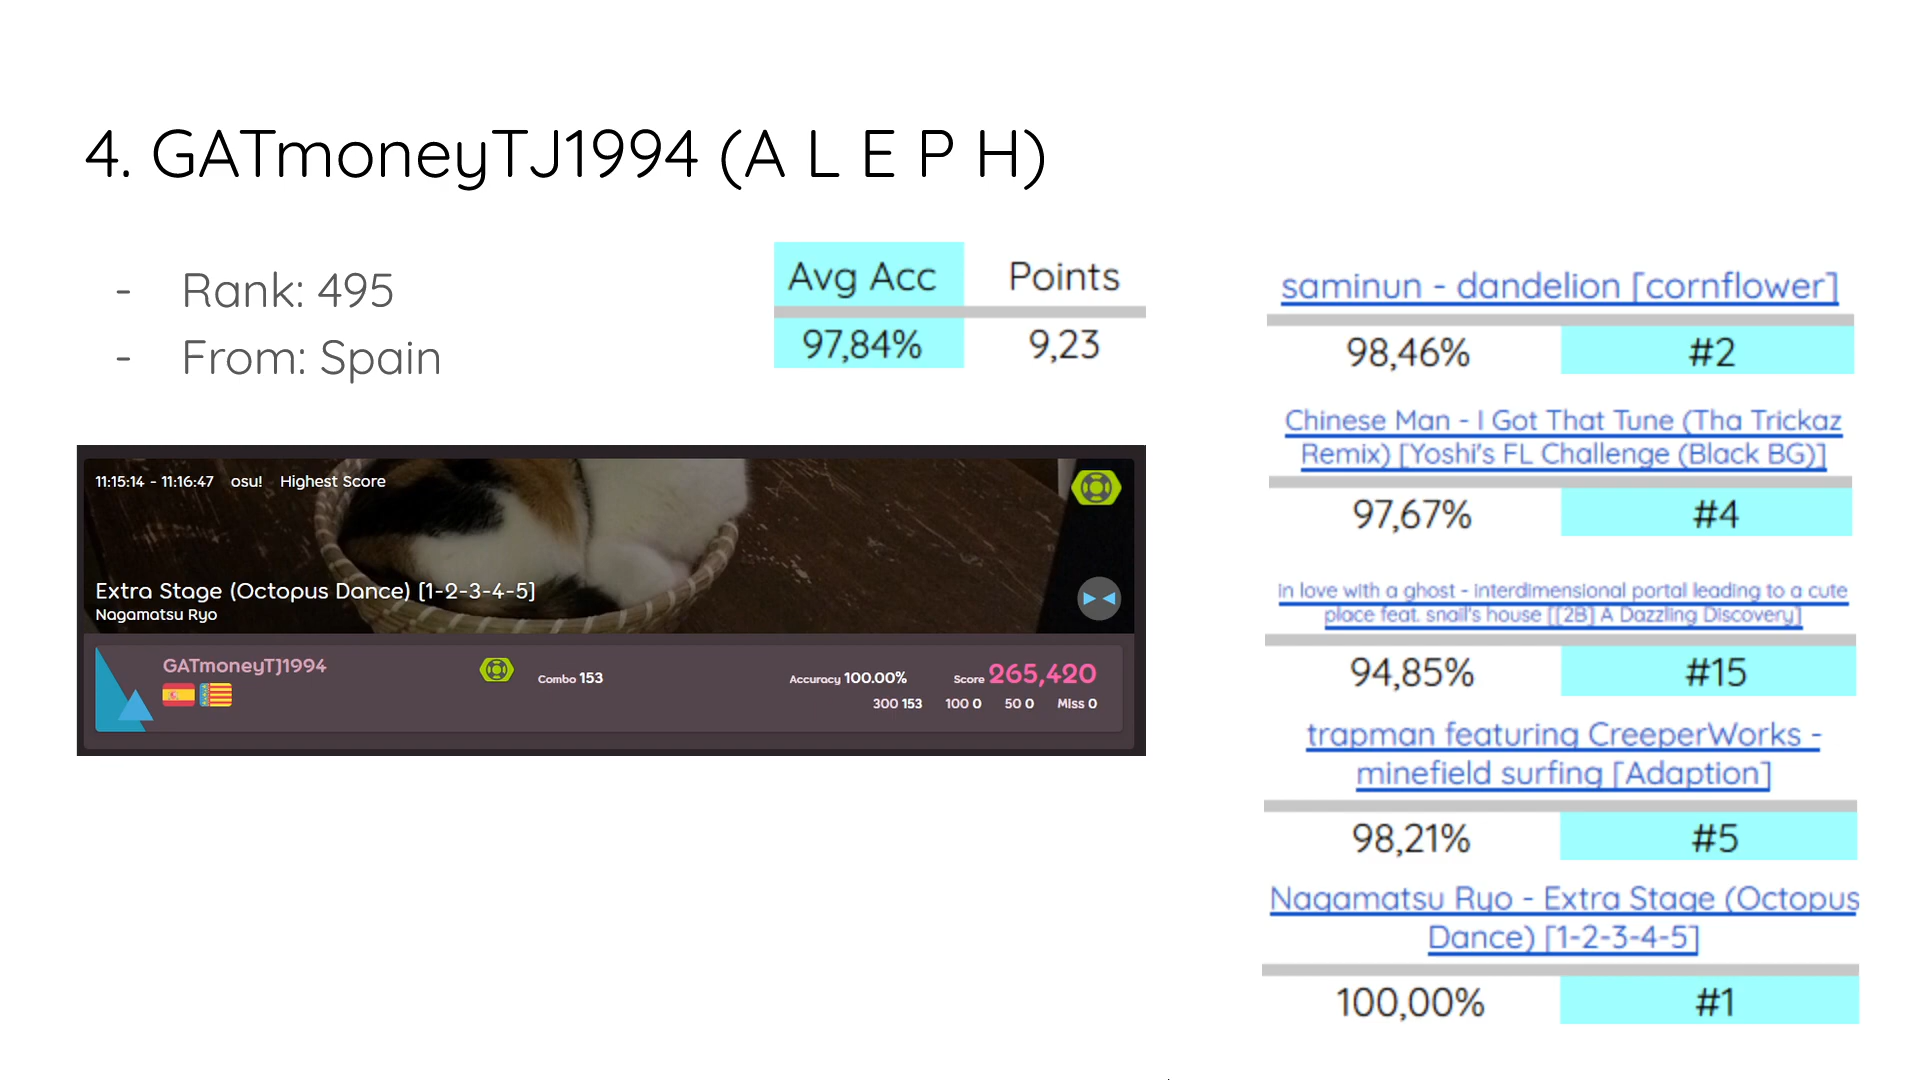 4. GATmoneyTJ1994 (A L E P H)
- Rank: 495
- From: Spain
Avg Acc Points
97,84% 9,23
11:15:14 - 11:16:47 osu! Highest Score
Extra Stage (Octopus Dance) [1-2-3-4-5]
Nagamatsu Ryo
GATmoneyTJ1994
Combo 153
Accuracy 100.00% Score 265,420
300 153 100 0 50 0 Miss 0
saminun - dandelion [cornflower]
98,46% #2
Chinese Man - I Got That Tune (Tha Trickaz
Remix) [Yoshi's FL Challenge (Black BG)]
97,67% #4
in love with a ghost - interdimensional portal leading to a cute
place feat. snail's house [[2B] A Dazzling Discovery]
94,85% #15
trapman featuring CreeperWorks -
minefield surfing [Adaption]
98,21% #5
Nagamatsu Ryo - Extra Stage (Octopus
Dance) [1-2-3-4-5]
100,00% #1